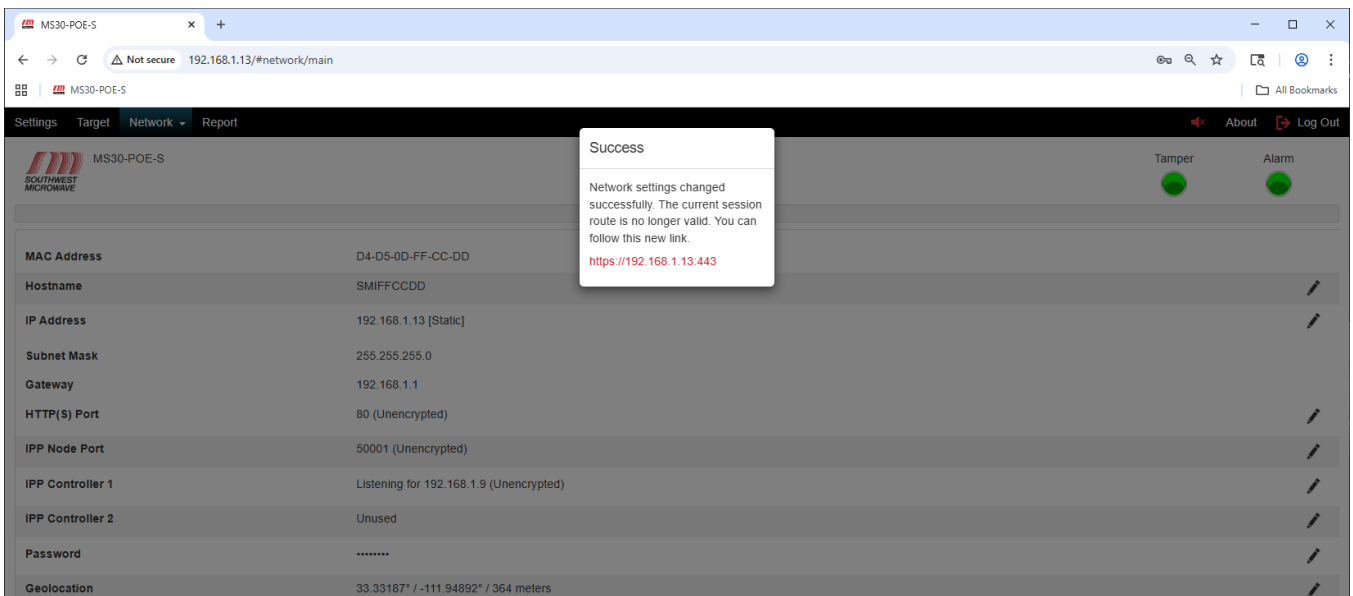 MS30-POE-S
Not secure 192.168.1.13/#network/main
MS30-POE-S
All Bookmarks
Settings Target Network Report About Log Out
SOUTHWEST
MICROWAVE
MS30-POE-S
Tamper Alarm
Success
Network settings changed
successfully. The current session
route is no longer valid. You can
follow this new link.
https://192.168.1.13:443
MAC Address D4-D5-0D-FF-CC-DD
Hostname SMIFFCCDD
IP Address 192.168.1.13 [Static]
Subnet Mask 255.255.255.0
Gateway 192.168.1.1
HTTP(S) Port 80 (Unencrypted)
IPP Node Port 50001 (Unencrypted)
IPP Controller 1 Listening for 192.168.1.9 (Unencrypted)
IPP Controller 2 Unused
Password ••••••••
Geolocation 33.33187° / -111.94892° / 364 meters